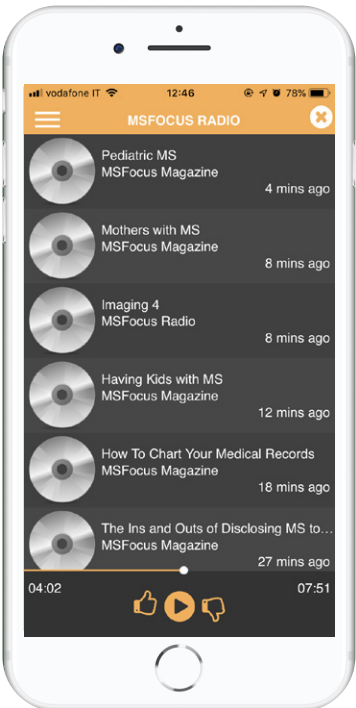 vodafone IT 12:46 78%
MSFOCUS RADIO
Pediatric MS
MSFocus Magazine
4 mins ago
Mothers with MS
MSFocus Magazine
8 mins ago
Imaging 4
MSFocus Radio
8 mins ago
Having Kids with MS
MSFocus Magazine
12 mins ago
How To Chart Your Medical Records
MSFocus Magazine
18 mins ago
The Ins and Outs of Disclosing MS to...
MSFocus Magazine
27 mins ago
04:02 07:51